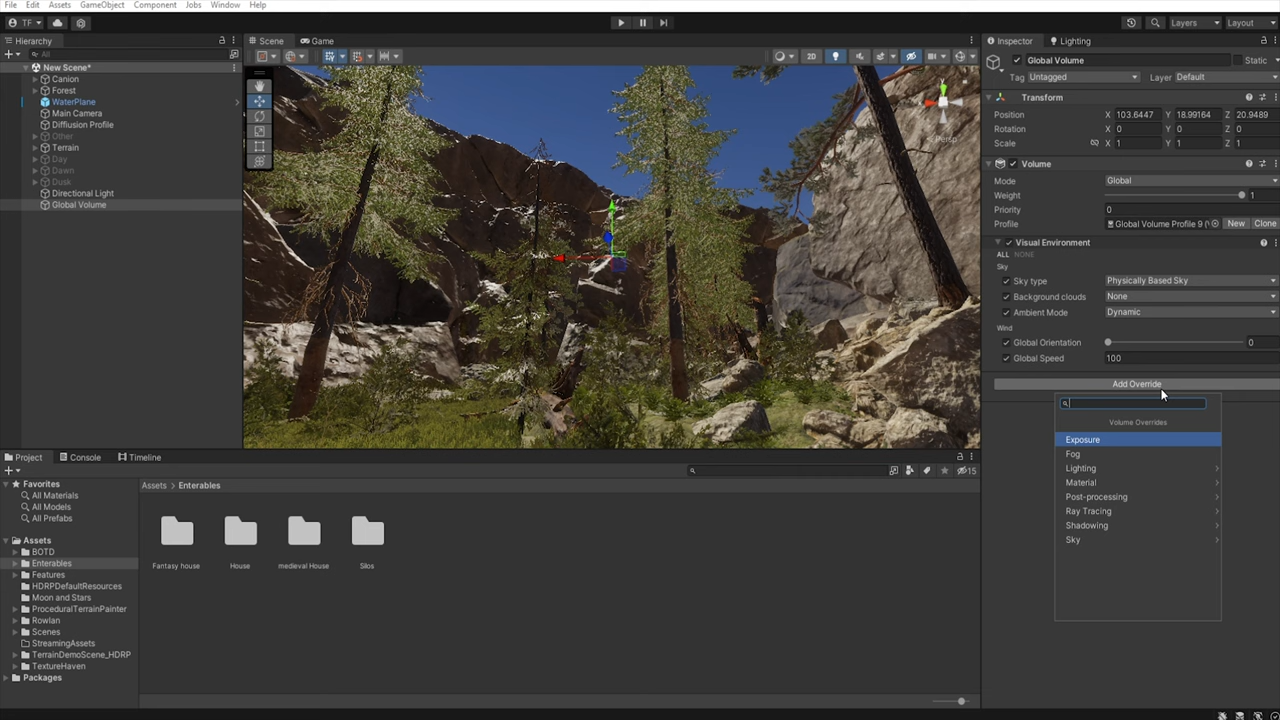 File Edit Assets Component Jobs Window Help
TF
Layers Layout
Hierarchy
All
New Scene*
Canion
Forest
WaterPlane
Main Camera
Diffusion Profile
Other
Terrain
Day
Dawn
Dusk
Directional Light
Global Volume
Scene Game
2D
Persp
Inspector Lighting
Global Volume Static
Tag Untagged Layer Default
Transform
Position X 103.6447 Y 18.99164 Z 20.9489
Rotation X 0 Y 0 Z 0
Scale X 1 Y 1 Z 1
Volume
Mode Global
Weight 1
Priority 0
Profile Global Volume Profile 9 (V New Clone
Visual Environment
ALL NONE
Sky
Sky type Physically Based Sky
Background clouds None
Ambient Mode Dynamic
Wind
Global Orientation 0
Global Speed 100
Add Override
Volume Overrides
Exposure
Fog
Lighting
Material
Post-processing
Ray Tracing
Shadowing
Sky
Project Console Timeline
15
Favorites
All Materials
All Models
All Prefabs
Assets
BOTD
Enterables
Features
HDRPDefaultResources
Moon and Stars
ProceduralTerrainPainter
Rowlan
Scenes
StreamingAssets
TerrainDemoScene_HDRP
TextureHaven
Packages
Assets > Enterables
Fantasy house House medieval House Silos